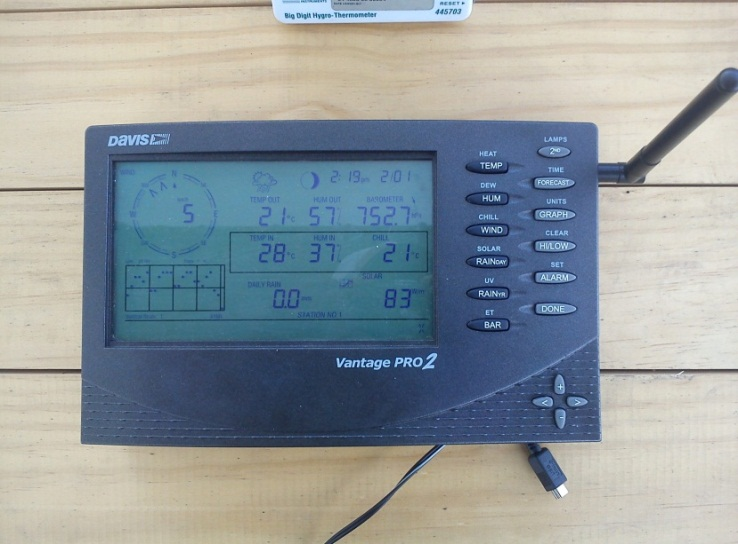 Big Digit Hygro-Thermometer
RESET ▶
445703
DAVIS
N
5
2:19
2:01
TEMP OUT HUM OUT BAROMETER
21 57 752.7
TEMP IN HUM IN CHILL
28 37 21
DAILY RAIN SOLAR
0.0 83
STATION NO 1
Vantage PRO2
HEAT
TEMP
DEW
HUM
CHILL
WIND
SOLAR
RAINDAY
UV
RAINYR
ET
BAR
LAMPS
2ND
TIME
FORECAST
UNITS
GRAPH
CLEAR
HI/LOW
SET
ALARM
DONE
+
< >
-